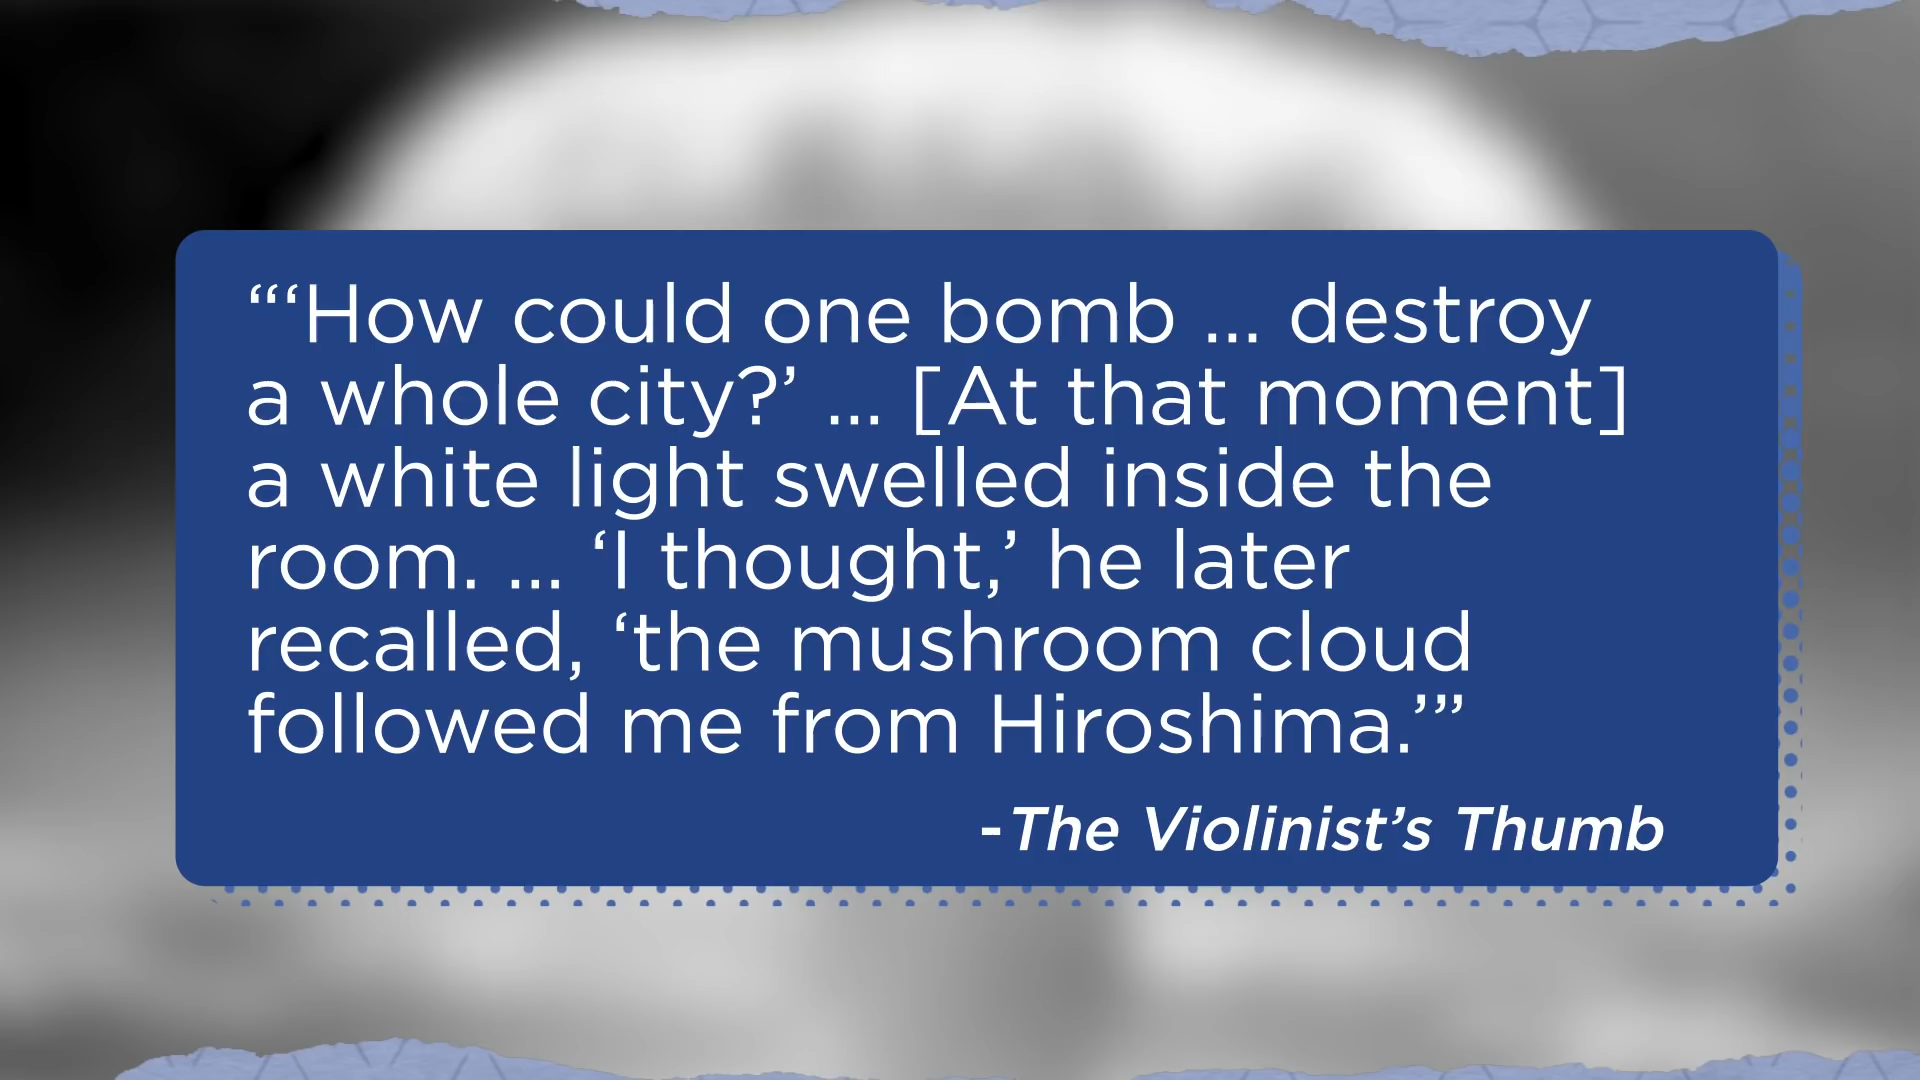 “‘How could one bomb ... destroy
a whole city?’ ... [At that moment]
a white light swelled inside the
room. ... ‘I thought,’ he later
recalled, ‘the mushroom cloud
followed me from Hiroshima.’”
-The Violinist’s Thumb